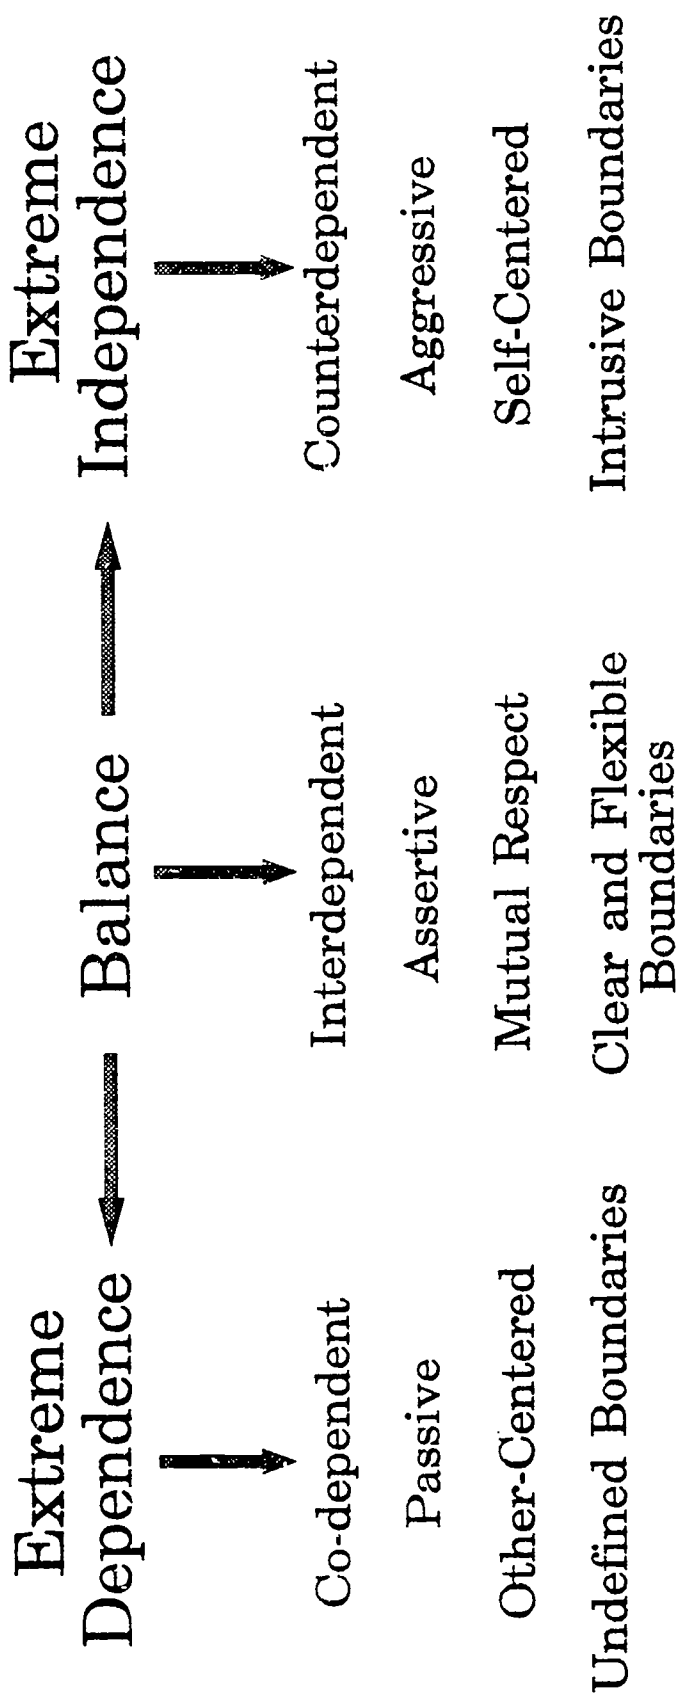 Extreme
Dependence
Balance
Extreme
Independence
Co-dependent
Interdependent
Counterdependent
Passive
Assertive
Aggressive
Other-Centered
Mutual Respect
Self-Centered
Undefined Boundaries
Clear and Flexible
Boundaries
Intrusive Boundaries